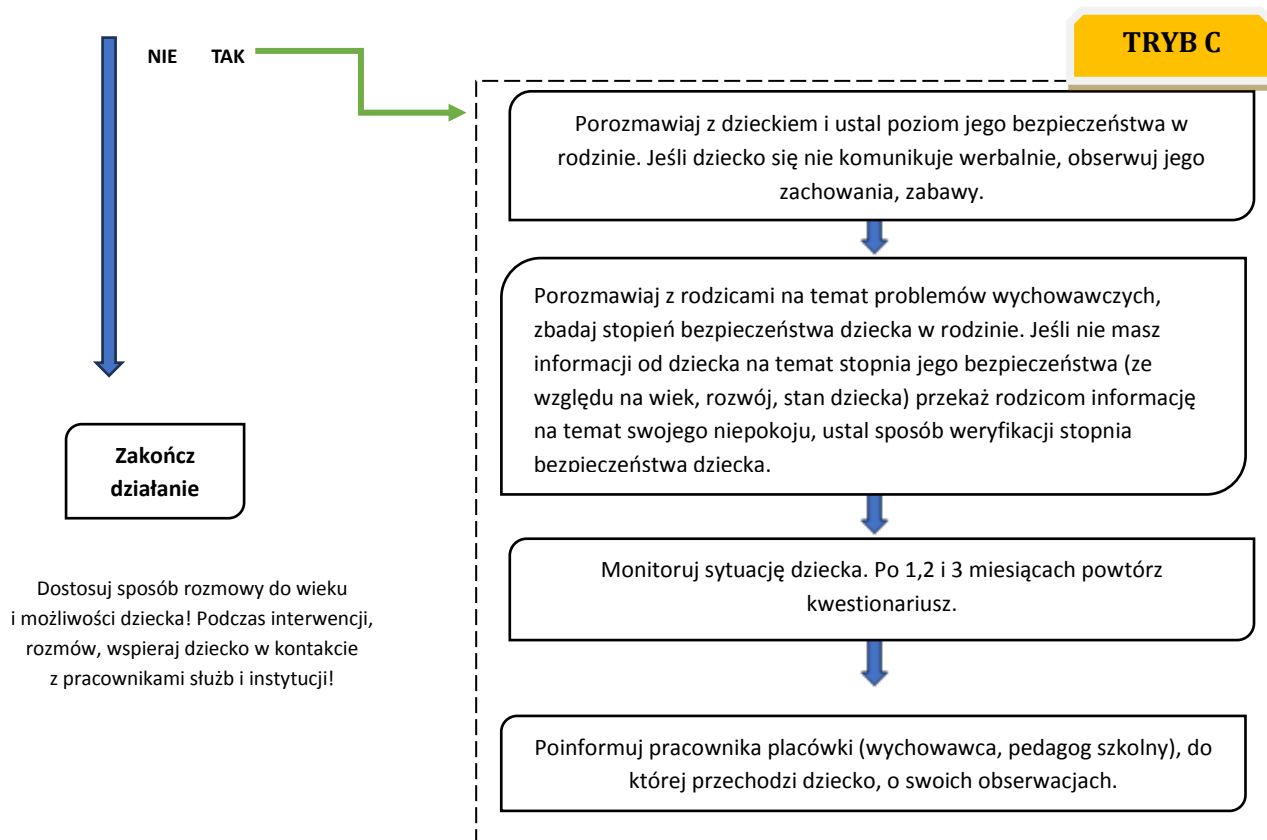 NIE TAK
TRYB C
Porozmawiaj z dzieckiem i ustal poziom jego bezpieczeństwa w
rodzinie. Jeśli dziecko się nie komunikuje werbalnie, obserwuj jego
zachowania, zabawy.
Porozmawiaj z rodzicami na temat problemów wychowawczych,
zbadaj stopień bezpieczeństwa dziecka w rodzinie. Jeśli nie masz
informacji od dziecka na temat stopnia jego bezpieczeństwa (ze
względu na wiek, rozwój, stan dziecka) przekaż rodzicom informację
na temat swojego niepokoju, ustal sposób weryfikacji stopnia
bezpieczeństwa dziecka.
Zakończ
działanie
Monitoruj sytuację dziecka. Po 1,2 i 3 miesiącach powtórz
kwestionariusz.
Dostosuj sposób rozmowy do wieku
i możliwości dziecka! Podczas interwencji,
rozmów, wspieraj dziecko w kontakcie
z pracownikami służb i instytucji!
Poinformuj pracownika placówki (wychowawca, pedagog szkolny), do
której przechodzi dziecko, o swoich obserwacjach.